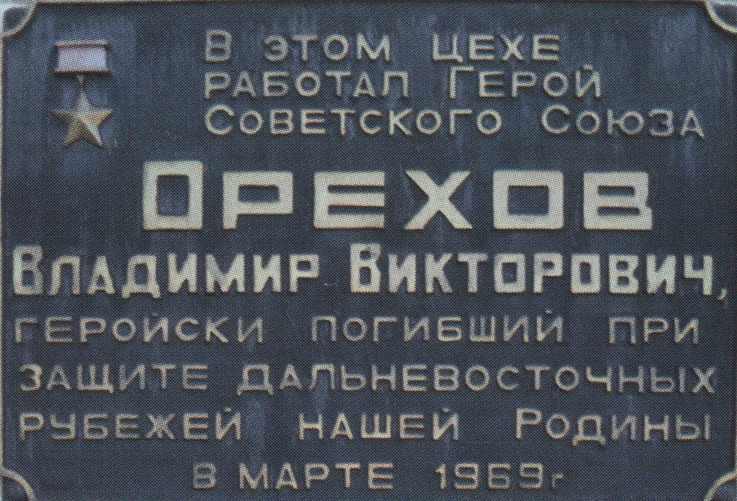 В этом цехе
работал Герой
Советского Союза
Орехов
Владимир Викторович,
геройски погибший при
защите дальневосточных
рубежей нашей Родины
в марте 1969г